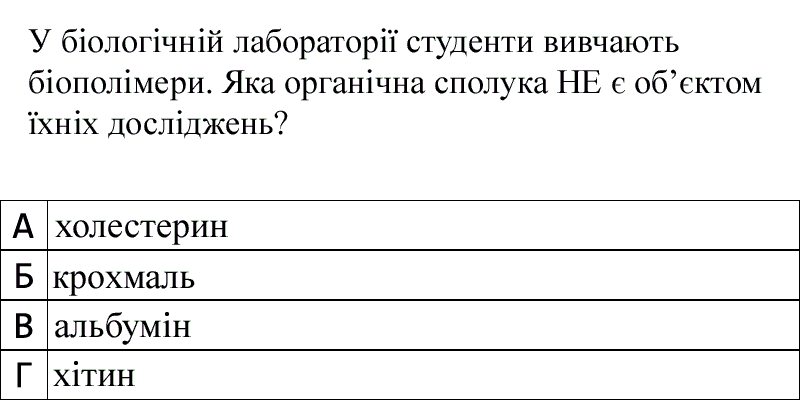 У біологічній лабораторії студенти вивчають
біополімери. Яка органічна сполука НЕ є об’єктом
їхніх досліджень?
А холестерин
Б крохмаль
В альбумін
Г хітин